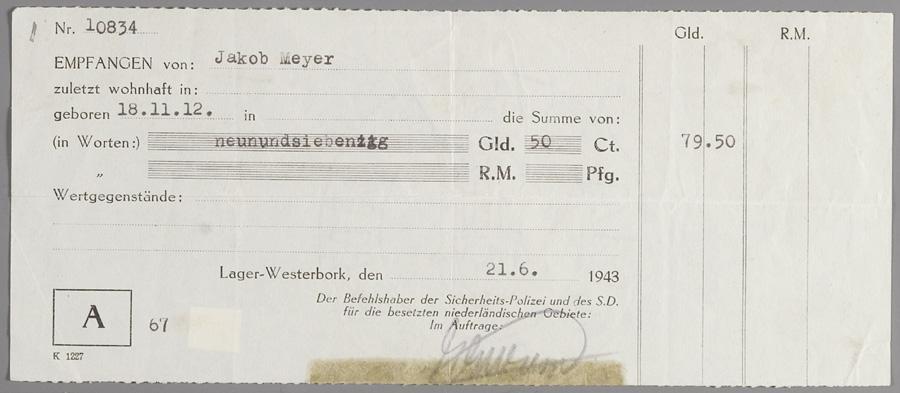 Nr. 10834
Gld. R.M.
EMPFANGEN von: Jakob Meyer
zuletzt wohnhaft in:
geboren 18.11.12. in die Summe von:
(in Worten:) neunundsiebenzig Gld. 50 Ct. 79.50
„ R.M. Pfg.
Wertgegenstände:
Lager-Westerbork, den 21.6. 1943
Der Befehlshaber der Sicherheits-Polizei und des S.D.
für die besetzten niederländischen Gebiete:
Im Auftrage:
A 67
K 1227